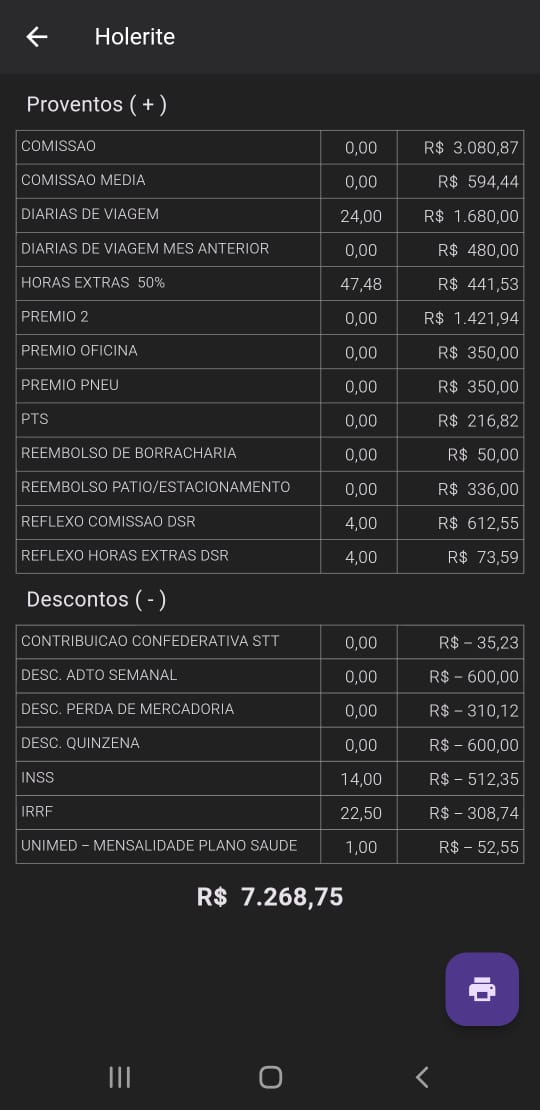 Holerite
Proventos ( + )
COMISSAO 0,00 R$ 3.080,87
COMISSAO MEDIA 0,00 R$ 594,44
DIARIAS DE VIAGEM 24,00 R$ 1.680,00
DIARIAS DE VIAGEM MES ANTERIOR 0,00 R$ 480,00
HORAS EXTRAS 50% 47,48 R$ 441,53
PREMIO 2 0,00 R$ 1.421,94
PREMIO OFICINA 0,00 R$ 350,00
PREMIO PNEU 0,00 R$ 350,00
PTS 0,00 R$ 216,82
REEMBOLSO DE BORRACHARIA 0,00 R$ 50,00
REEMBOLSO PATIO/ESTACIONAMENTO 0,00 R$ 336,00
REFLEXO COMISSAO DSR 4,00 R$ 612,55
REFLEXO HORAS EXTRAS DSR 4,00 R$ 73,59
Descontos ( - )
CONTRIBUICAO CONFEDERATIVA STT 0,00 R$ – 35,23
DESC. ADTO SEMANAL 0,00 R$ – 600,00
DESC. PERDA DE MERCADORIA 0,00 R$ – 310,12
DESC. QUINZENA 0,00 R$ – 600,00
INSS 14,00 R$ – 512,35
IRRF 22,50 R$ – 308,74
UNIMED – MENSALIDADE PLANO SAUDE 1,00 R$ – 52,55
R$ 7.268,75